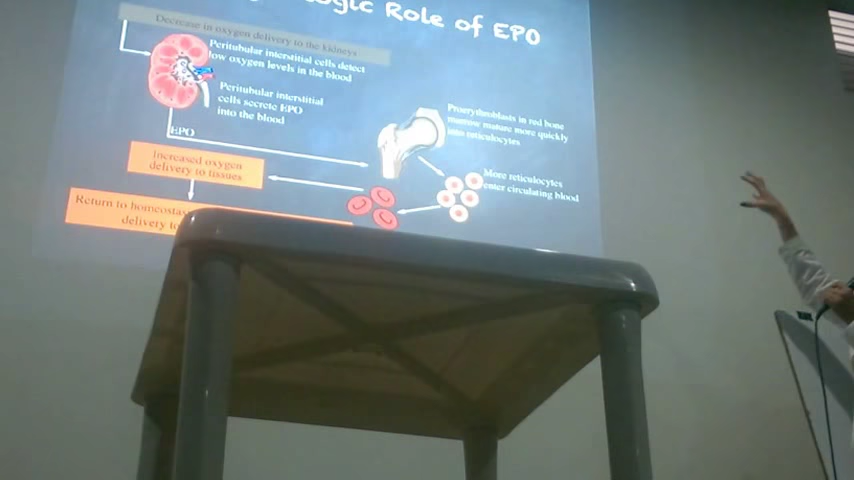 ogic Role of EPO
Decrease in oxygen delivery to the kidneys
Peritubular interstitial cells detect
low oxygen levels in the blood
Peritubular interstitial
cells secrete EPO
into the blood
EPO
Proerythroblasts in red bone
marrow mature more quickly
into reticulocytes
More reticulocytes
enter circulating blood
Increased oxygen
delivery to tissues
Return to
delivery